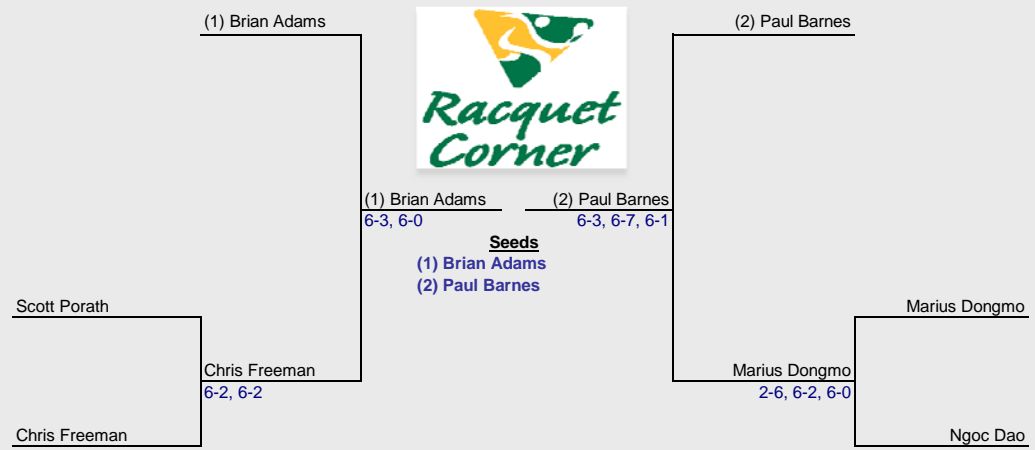 (1) Brian Adams
(2) Paul Barnes
Racquet
Corner
(1) Brian Adams
(2) Paul Barnes
6-3, 6-0
6-3, 6-7, 6-1
Seeds
(1) Brian Adams
(2) Paul Barnes
Scott Porath
Marius Dongmo
Chris Freeman
Marius Dongmo
6-2, 6-2
2-6, 6-2, 6-0
Chris Freeman
Ngoc Dao